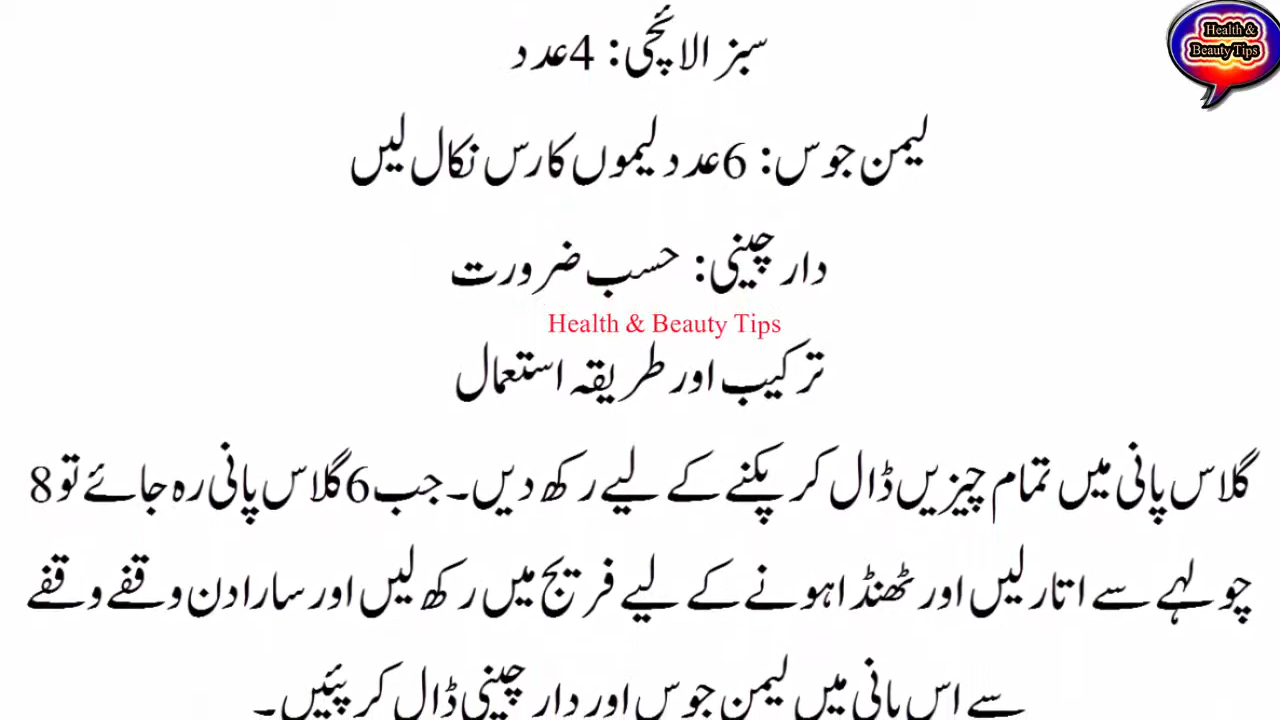 Health &
Beauty Tips
سبز الائچی: 4عدد
لیمن جوس: 6عدد لیموں کا رس نکال لیں
دار چینی: حسب ضرورت
Health & Beauty Tips
ترکیب اور طریقہ استعمال
گلاس پانی میں تمام چیزیں ڈال کر پکنے کے لیے رکھ دیں۔ جب 6گلاس پانی رہ جائے تو 8
چولہے سے اتار لیں اور ٹھنڈا ہونے کے لیے فریج میں رکھ لیں اور سارا دن وقفے وقفے
سے اس پانی میں لیمن جوس اور دار چینی ڈال کر پئیں۔